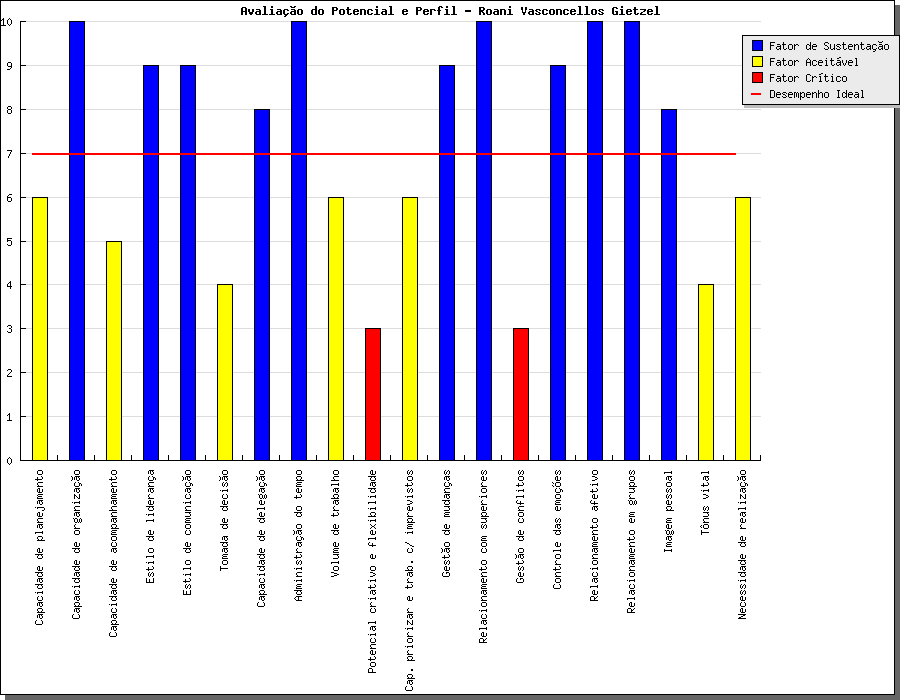 Avaliação do Potencial e Perfil - Roani Vasconcellos Gietzel
Fator de Sustentação
Fator Aceitável
Fator Crítico
Desempenho Ideal
10
9
8
7
6
5
4
3
2
1
0
Capacidade de planejamento
Capacidade de organização
Capacidade de acompanhamento
Estilo de liderança
Estilo de comunicação
Tomada de decisão
Capacidade de delegação
Administração do tempo
Volume de trabalho
Potencial criativo e flexibilidade
Cap. priorizar e trab. c/ imprevistos
Gestão de mudanças
Relacionamento com superiores
Gestão de conflitos
Controle das emoções
Relacionamento afetivo
Relacionamento em grupos
Imagem pessoal
Tônus vital
Necessidade de realização